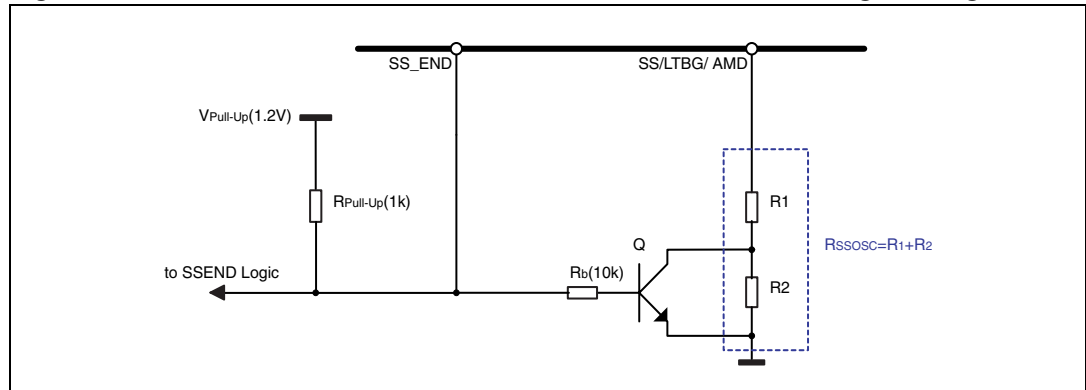 SS_END
SS/LTBG/ AMD
VPull-Up(1.2V)
RPull-Up(1k)
R1
Q
RSSOSC=R1+R2
to SSEND Logic
Rb(10k)
R2